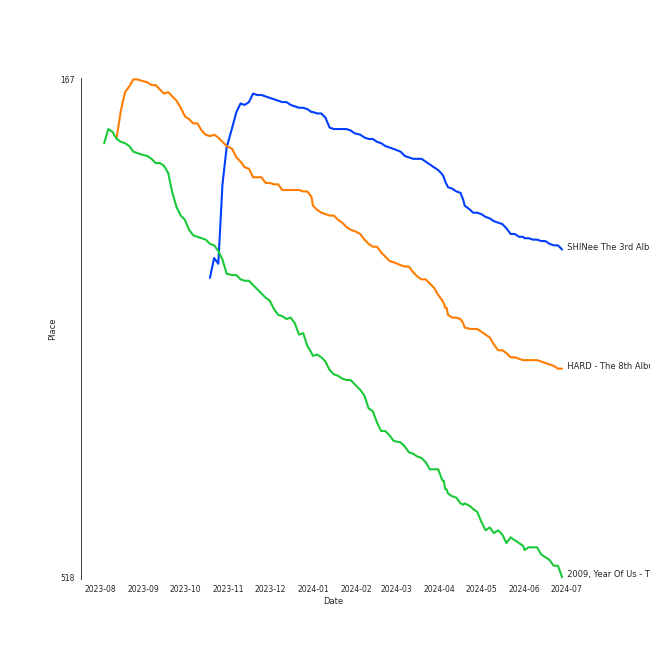 167
SHINee The 3rd Alb
Place
HARD - The 8th Albu
2009, Year Of Us - T
518
2023-08 2023-09 2023-10 2023-11 2023-12 2024-01 2024-02 2024-03 2024-04 2024-05 2024-06 2024-07
Date